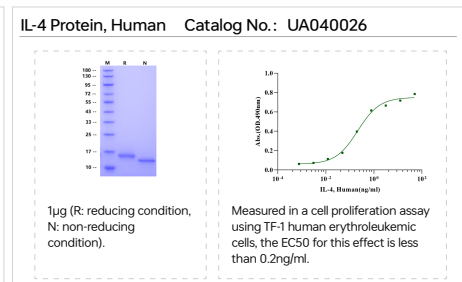 IL-4 Protein, Human Catalog No.: UA040026
M R N
180
130
95
72
55
43
33
25
17
10
1.0
0.8
0.6
0.4
0.2
0.0
Abs.(OD.490nm)
10⁻⁴
10⁻²
10⁰
10²
IL-4, Human(ng/ml)
1μg (R: reducing condition,
N: non-reducing
condition).
Measured in a cell proliferation assay
using TF-1 human erythroleukemic
cells, the EC50 for this effect is less
than 0.2ng/ml.